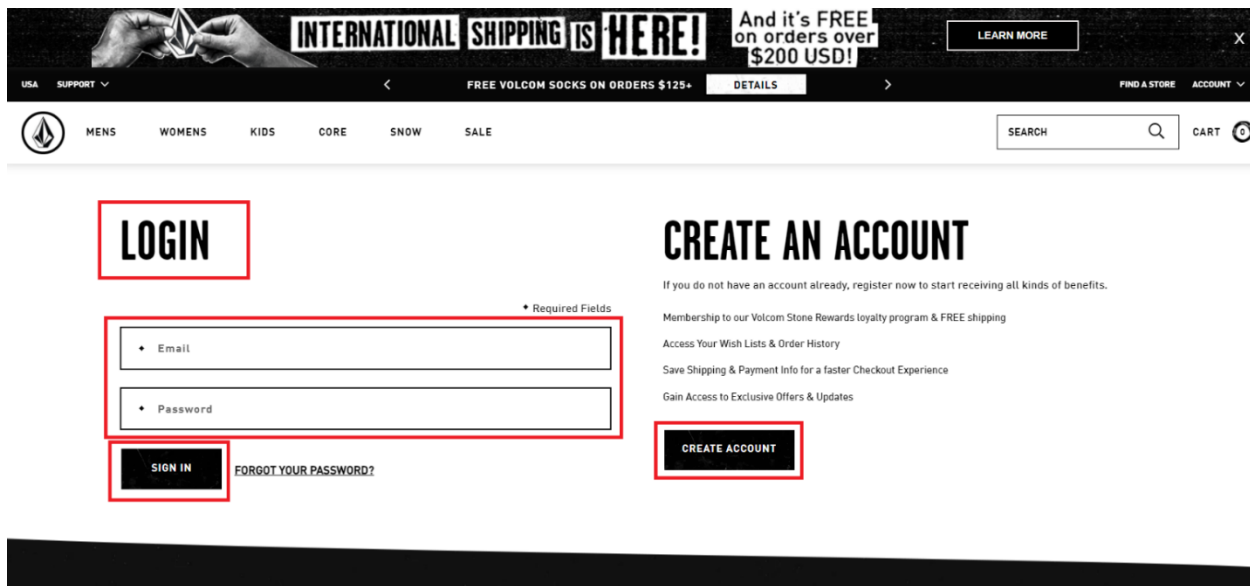 INTERNATIONAL SHIPPING IS HERE!
And it's FREE
on orders over
$200 USD!
LEARN MORE
X
USA SUPPORT
FREE VOLCOM SOCKS ON ORDERS $125+ DETAILS
FIND A STORE ACCOUNT
MENS WOMENS KIDS CORE SNOW SALE
SEARCH
CART 0
LOGIN
Required Fields
Email
Password
SIGN IN FORGOT YOUR PASSWORD?
CREATE AN ACCOUNT
If you do not have an account already, register now to start receiving all kinds of benefits.
Membership to our Volcom Stone Rewards loyalty program & FREE shipping
Access Your Wish Lists & Order History
Save Shipping & Payment Info for a faster Checkout Experience
Gain Access to Exclusive Offers & Updates
CREATE ACCOUNT